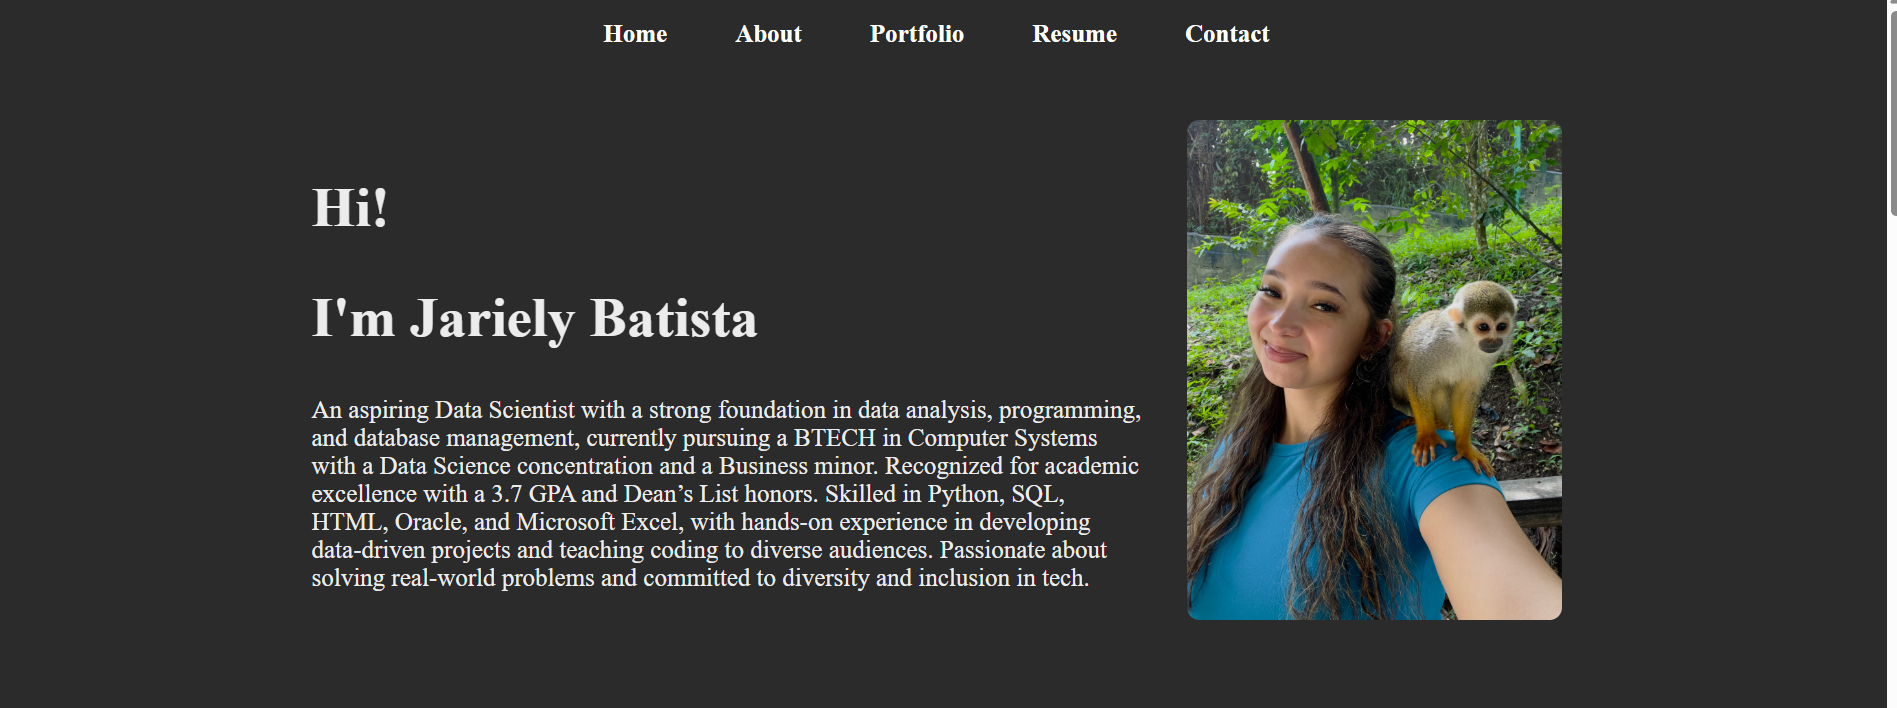 Home About Portfolio Resume Contact
Hi!
I'm Jariely Batista
An aspiring Data Scientist with a strong foundation in data analysis, programming,
and database management, currently pursuing a BTECH in Computer Systems
with a Data Science concentration and a Business minor. Recognized for academic
excellence with a 3.7 GPA and Dean’s List honors. Skilled in Python, SQL,
HTML, Oracle, and Microsoft Excel, with hands-on experience in developing
data-driven projects and teaching coding to diverse audiences. Passionate about
solving real-world problems and committed to diversity and inclusion in tech.